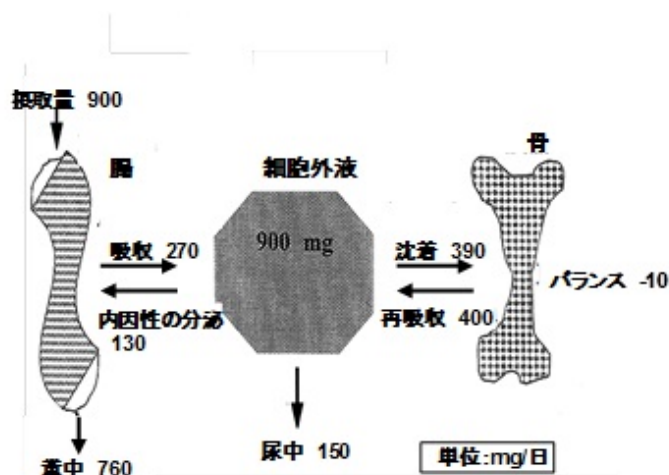 摂取量 900
腸
細胞外液
骨
900 mg
吸収 270
沈着 390
バランス -10
内因性の分泌
130
再吸収 400
糞中 760
尿中 150
単位:mg/日